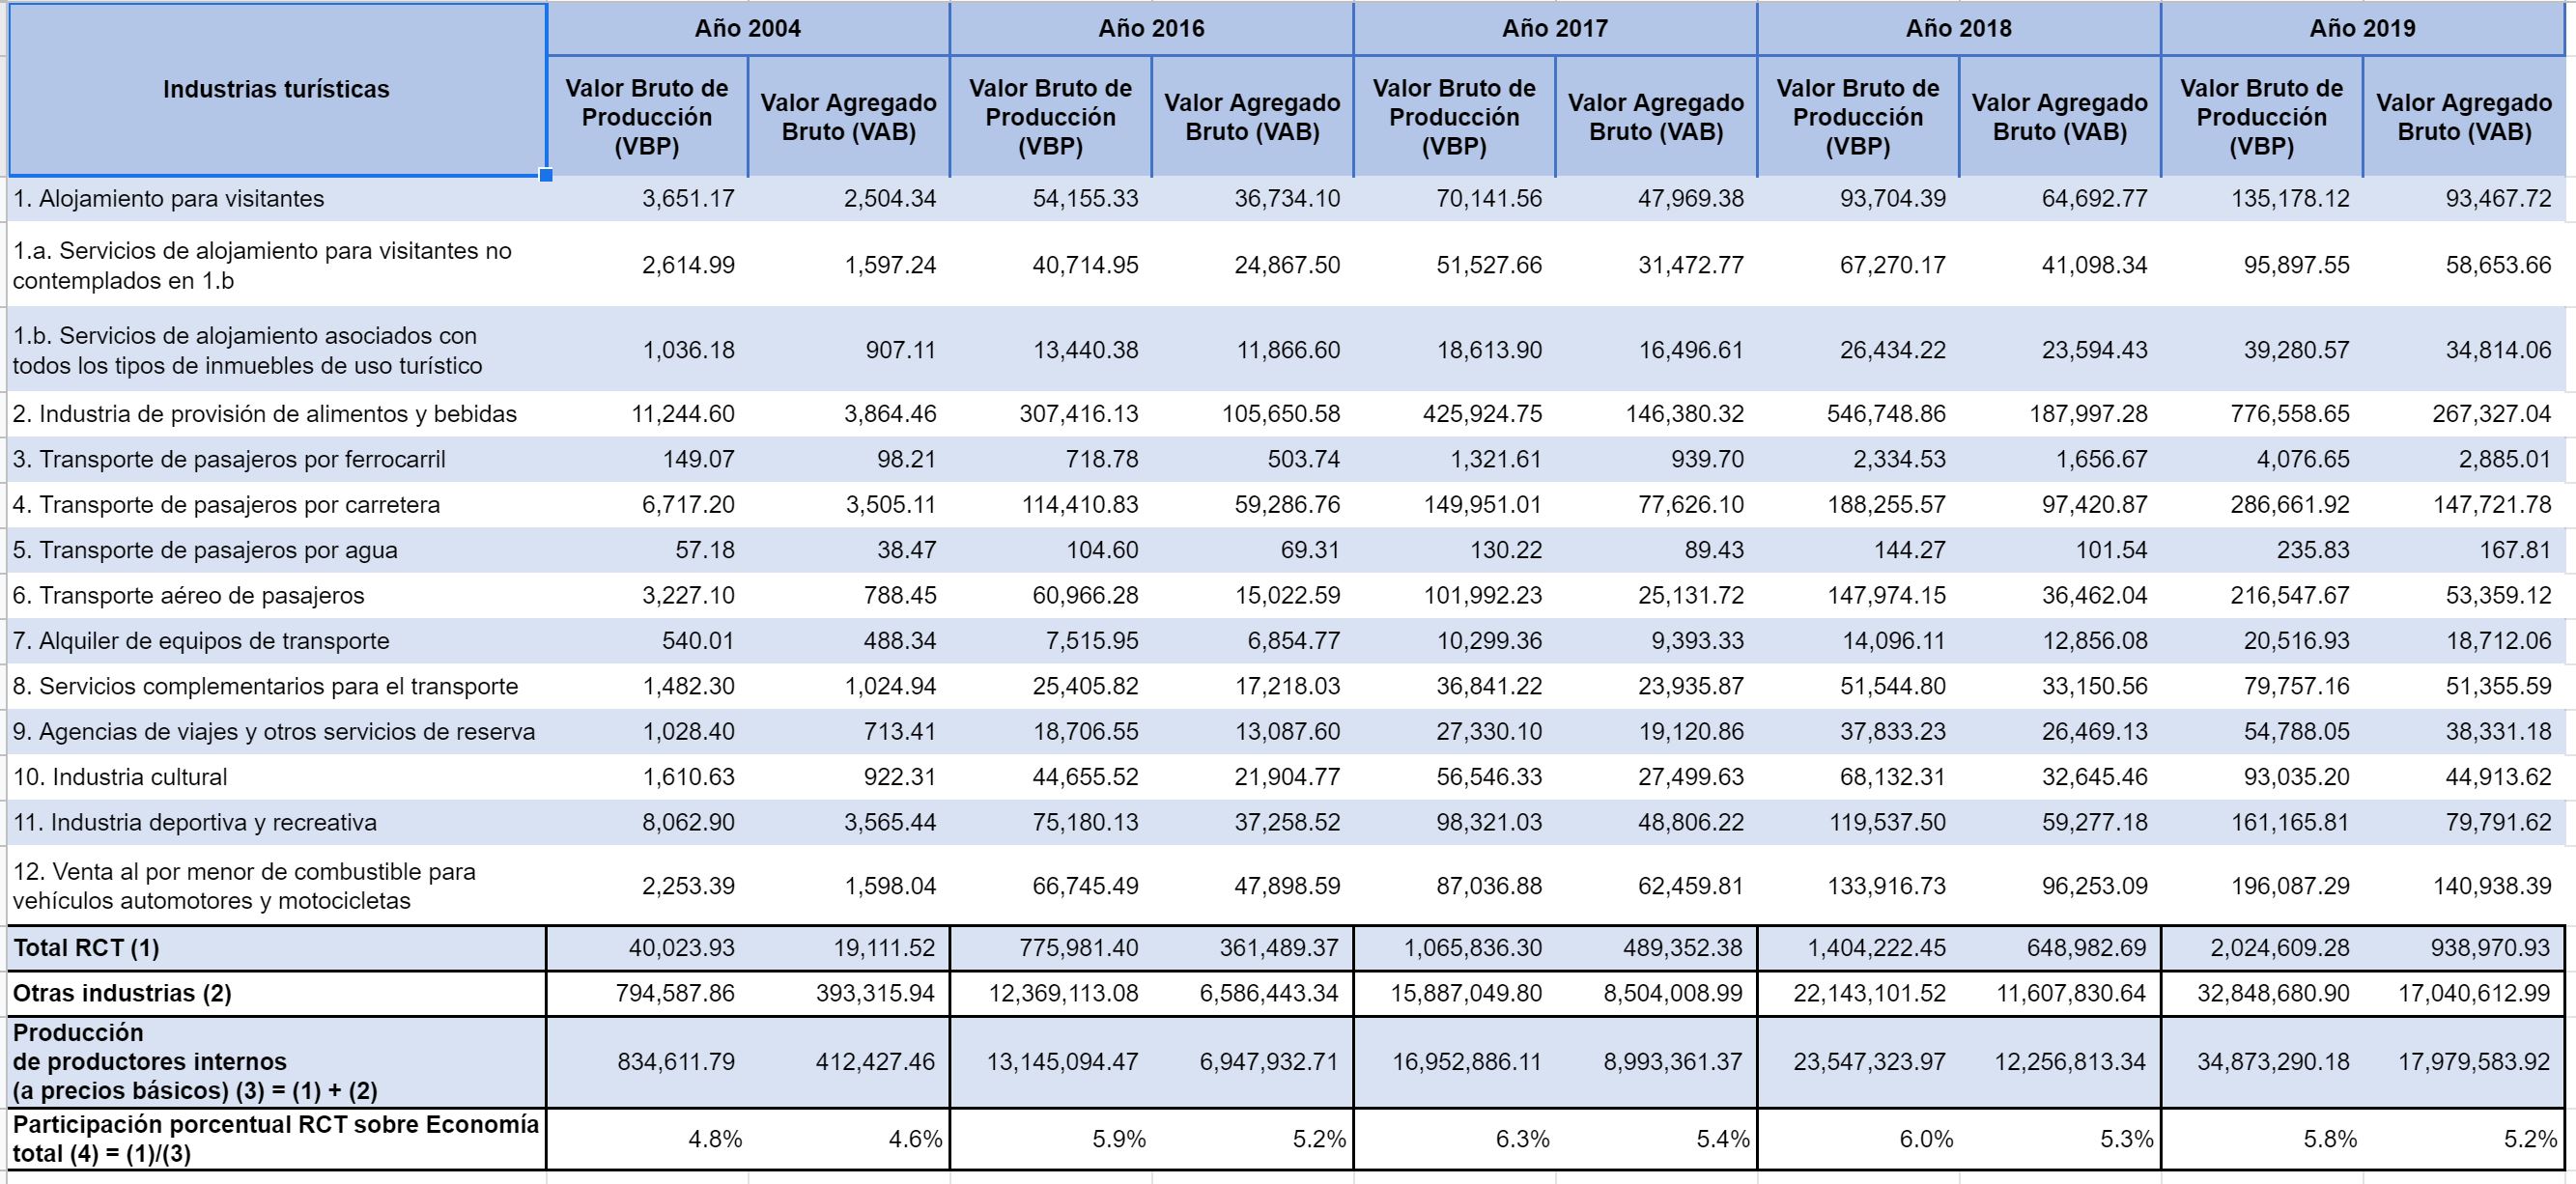 Industrias turísticas
Año 2004 Año 2016 Año 2017 Año 2018 Año 2019
Valor Bruto de Producción (VBP) Valor Agregado Bruto (VAB) Valor Bruto de Producción (VBP) Valor Agregado Bruto (VAB) Valor Bruto de Producción (VBP) Valor Agregado Bruto (VAB) Valor Bruto de Producción (VBP) Valor Agregado Bruto (VAB) Valor Bruto de Producción (VBP) Valor Agregado Bruto (VAB)
1. Alojamiento para visitantes 3,651.17 2,504.34 54,155.33 36,734.10 70,141.56 47,969.38 93,704.39 64,692.77 135,178.12 93,467.72
1.a. Servicios de alojamiento para visitantes no
contemplados en 1.b 2,614.99 1,597.24 40,714.95 24,867.50 51,527.66 31,472.77 67,270.17 41,098.34 95,897.55 58,653.66
1.b. Servicios de alojamiento asociados con
todos los tipos de inmuebles de uso turístico 1,036.18 907.11 13,440.38 11,866.60 18,613.90 16,496.61 26,434.22 23,594.43 39,280.57 34,814.06
2. Industria de provisión de alimentos y bebidas 11,244.60 3,864.46 307,416.13 105,650.58 425,924.75 146,380.32 546,748.86 187,997.28 776,558.65 267,327.04
3. Transporte de pasajeros por ferrocarril 149.07 98.21 718.78 503.74 1,321.61 939.70 2,334.53 1,656.67 4,076.65 2,885.01
4. Transporte de pasajeros por carretera 6,717.20 3,505.11 114,410.83 59,286.76 149,951.01 77,626.10 188,255.57 97,420.87 286,661.92 147,721.78
5. Transporte de pasajeros por agua 57.18 38.47 104.60 69.31 130.22 89.43 144.27 101.54 235.83 167.81
6. Transporte aéreo de pasajeros 3,227.10 788.45 60,966.28 15,022.59 101,992.23 25,131.72 147,974.15 36,462.04 216,547.67 53,359.12
7. Alquiler de equipos de transporte 540.01 488.34 7,515.95 6,854.77 10,299.36 9,393.33 14,096.11 12,856.08 20,516.93 18,712.06
8. Servicios complementarios para el transporte 1,482.30 1,024.94 25,405.82 17,218.03 36,841.22 23,935.87 51,544.80 33,150.56 79,757.16 51,355.59
9. Agencias de viajes y otros servicios de reserva 1,028.40 713.41 18,706.55 13,087.60 27,330.10 19,120.86 37,833.23 26,469.13 54,788.05 38,331.18
10. Industria cultural 1,610.63 922.31 44,655.52 21,904.77 56,546.33 27,499.63 68,132.31 32,645.46 93,035.20 44,913.62
11. Industria deportiva y recreativa 8,062.90 3,565.44 75,180.13 37,258.52 98,321.03 48,806.22 119,537.50 59,277.18 161,165.81 79,791.62
12. Venta al por menor de combustible para
vehículos automotores y motocicletas 2,253.39 1,598.04 66,745.49 47,898.59 87,036.88 62,459.81 133,916.73 96,253.09 196,087.29 140,938.39
Total RCT (1) 40,023.93 19,111.52 775,981.40 361,489.37 1,065,836.30 489,352.38 1,404,222.45 648,982.69 2,024,609.28 938,970.93
Otras industrias (2) 794,587.86 393,315.94 12,369,113.08 6,586,443.34 15,887,049.80 8,504,008.99 22,143,101.52 11,607,830.64 32,848,680.90 17,040,612.99
Producción
de productores internos
(a precios básicos) (3) = (1) + (2) 834,611.79 412,427.46 13,145,094.47 6,947,932.71 16,952,886.11 8,993,361.37 23,547,323.97 12,256,813.34 34,873,290.18 17,979,583.92
Participación porcentual RCT sobre Economía
total (4) = (1)/(3) 4.8% 4.6% 5.9% 5.2% 6.3% 5.4% 6.0% 5.3% 5.8% 5.2%